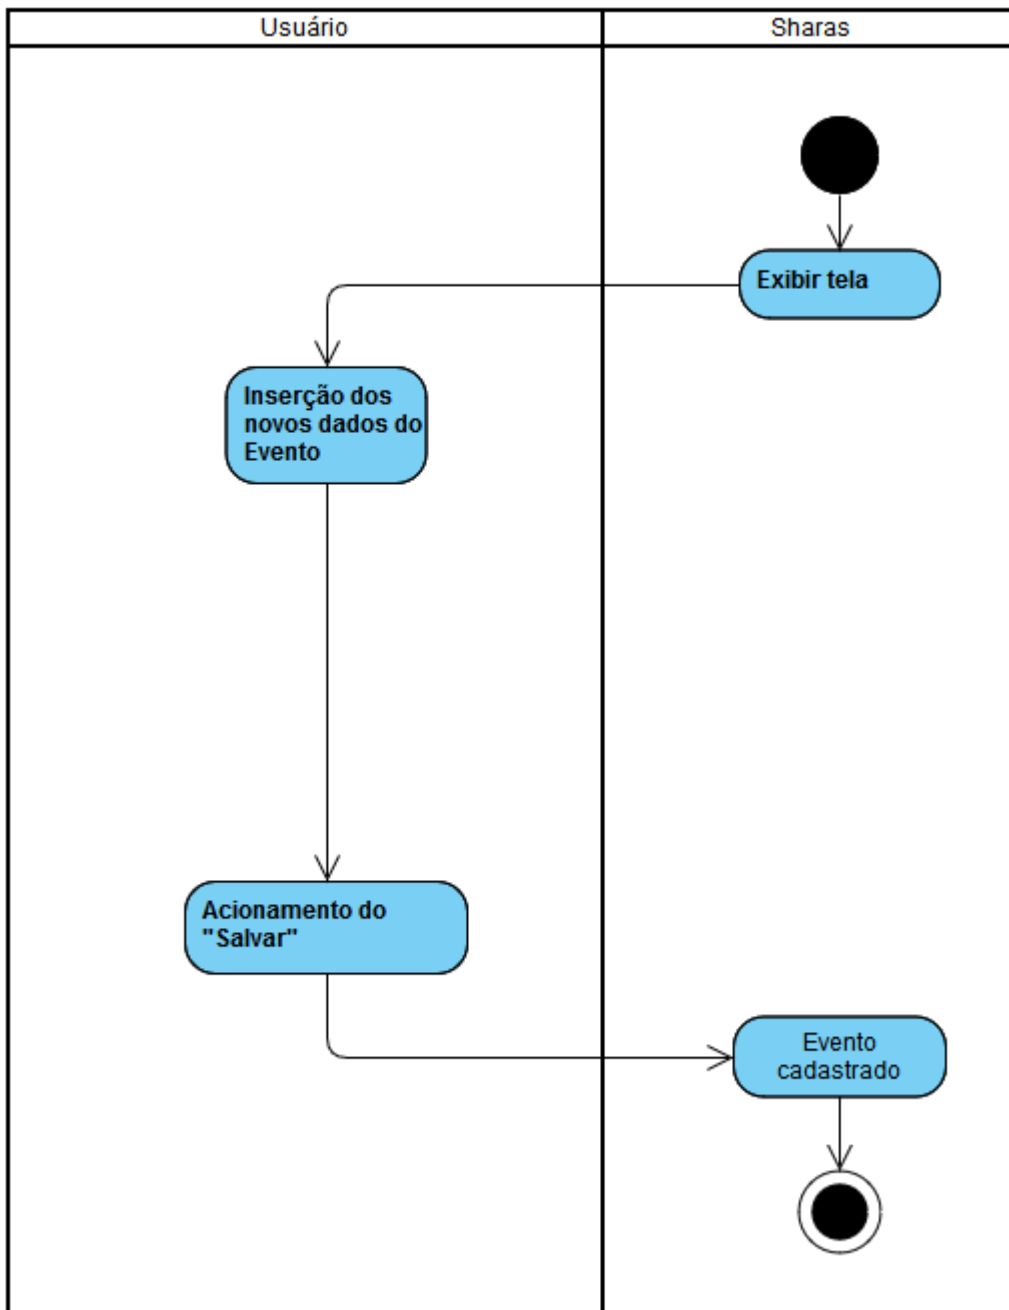 Usuário
Sharas
Exibir tela
Inserção dos
novos dados do
Evento
Acionamento do
"Salvar"
Evento
cadastrado